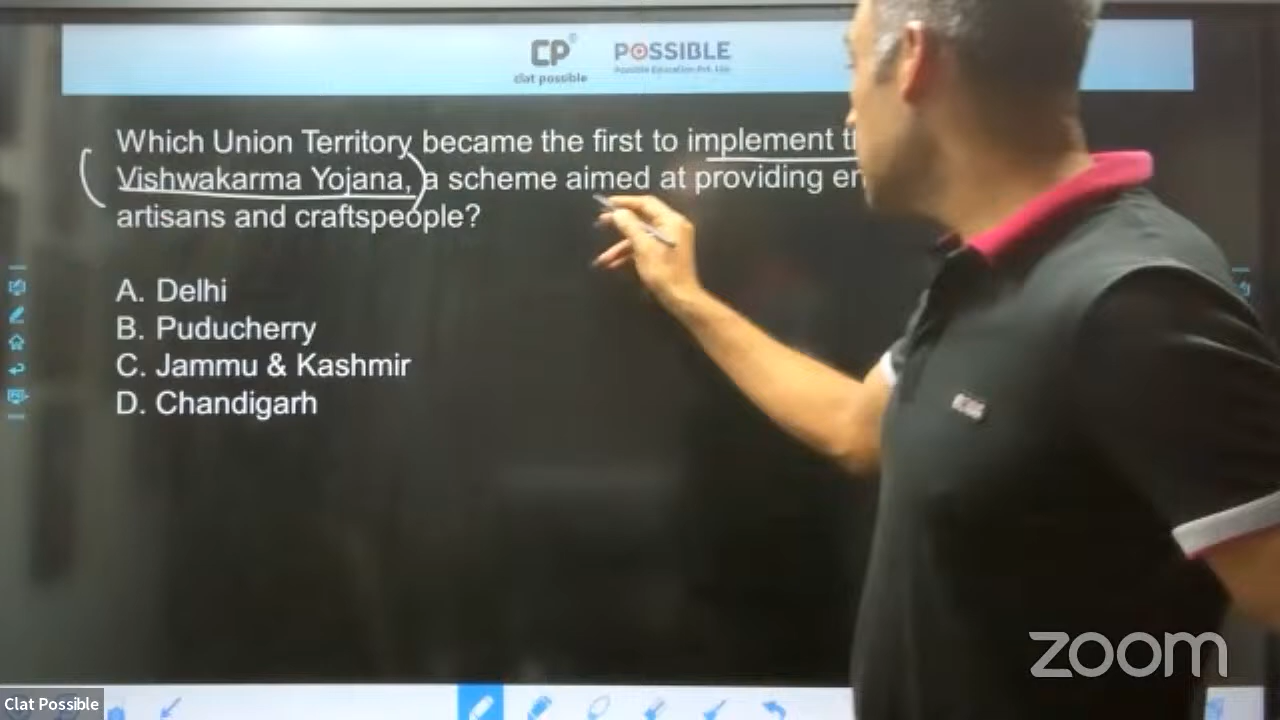 CP
clat possible
POSSIBLE
Possible Education Pvt. Ltd.
Which Union Territory became the first to implement
Vishwakarma Yojana, a scheme aimed at providing
artisans and craftspeople?
A. Delhi
B. Puducherry
C. Jammu & Kashmir
D. Chandigarh
zoom
Clat Possible